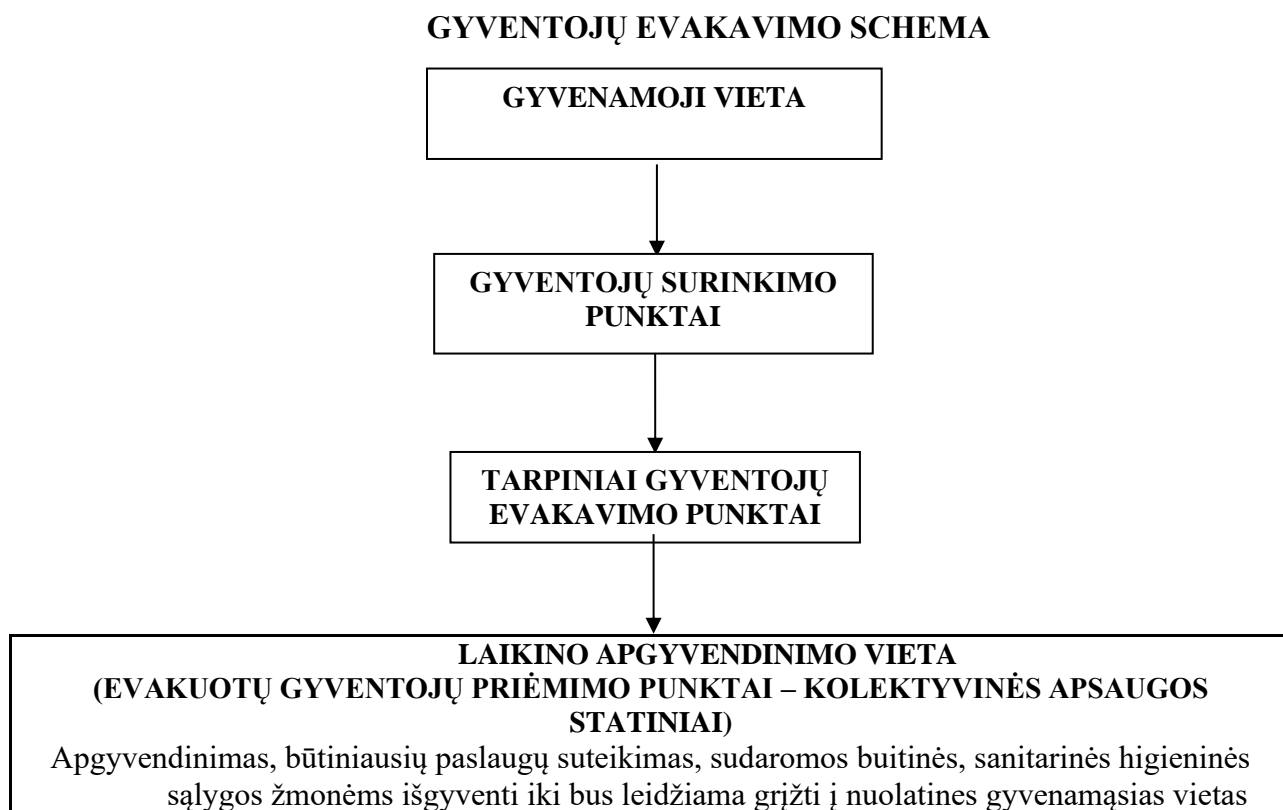 GYVENTOJŲ EVAKAVIMO SCHEMA
GYVENAMOJI VIETA
GYVENTOJŲ SURINKIMO
PUNKTAI
TARPINIAI GYVENTOJŲ
EVAKAVIMO PUNKTAI
LAIKINO APGYVENDINIMO VIETA
(EVAKUOTŲ GYVENTOJŲ PRIĖMIMO PUNKTAI – KOLEKTYVINĖS APSAUGOS
STATINIAI)
Apgyvendinimas, būtiniausių paslaugų suteikimas, sudaromos buitinės, sanitarinės higieninės
sąlygos žmonėms išgyventi iki bus leidžiama grįžti į nuolatines gyvenamąsias vietas